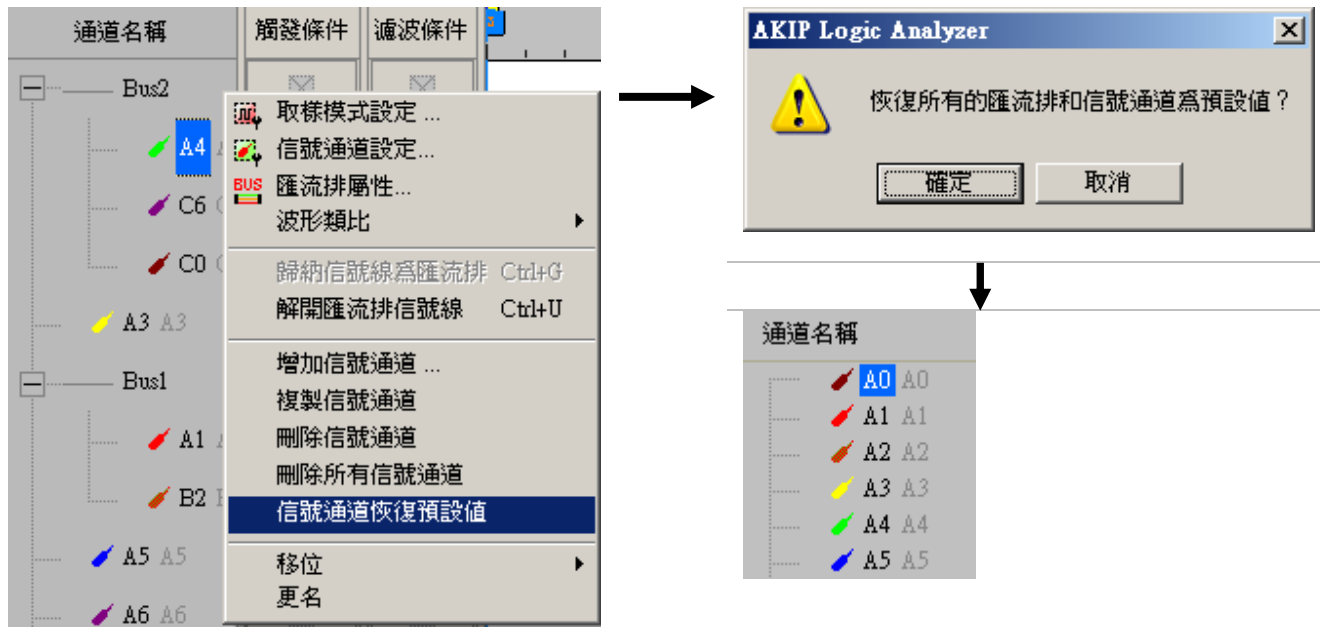 通道名稱
觸發條件
濾波條件
Bus2
A4
C6
C0
A3 A3
Bus1
A1
B2
A5 A5
A6 A6
取樣模式設定 ...
信號通道設定...
BUS 匯流排屬性...
波形類比
歸納信號線爲匯流排 Ctrl+G
解開匯流排信號線 Ctrl+U
增加信號通道 ...
複製信號通道
刪除信號通道
刪除所有信號通道
信號通道恢復預設值
移位
更名
AKIP Logic Analyzer
恢復所有的匯流排和信號通道爲預設值？
確定
取消
通道名稱
A0 A0
A1 A1
A2 A2
A3 A3
A4 A4
A5 A5